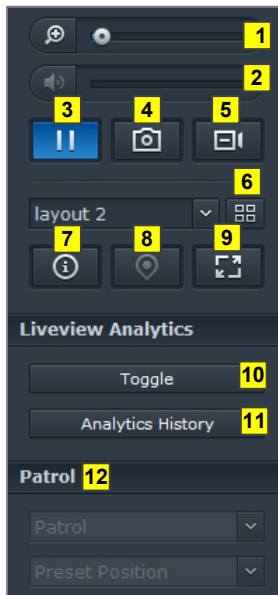 1
2
3
4
5
6
layout 2
7
8
9
Liveview Analytics
Toggle 10
Analytics History 11
Patrol 12
Patrol
Preset Position